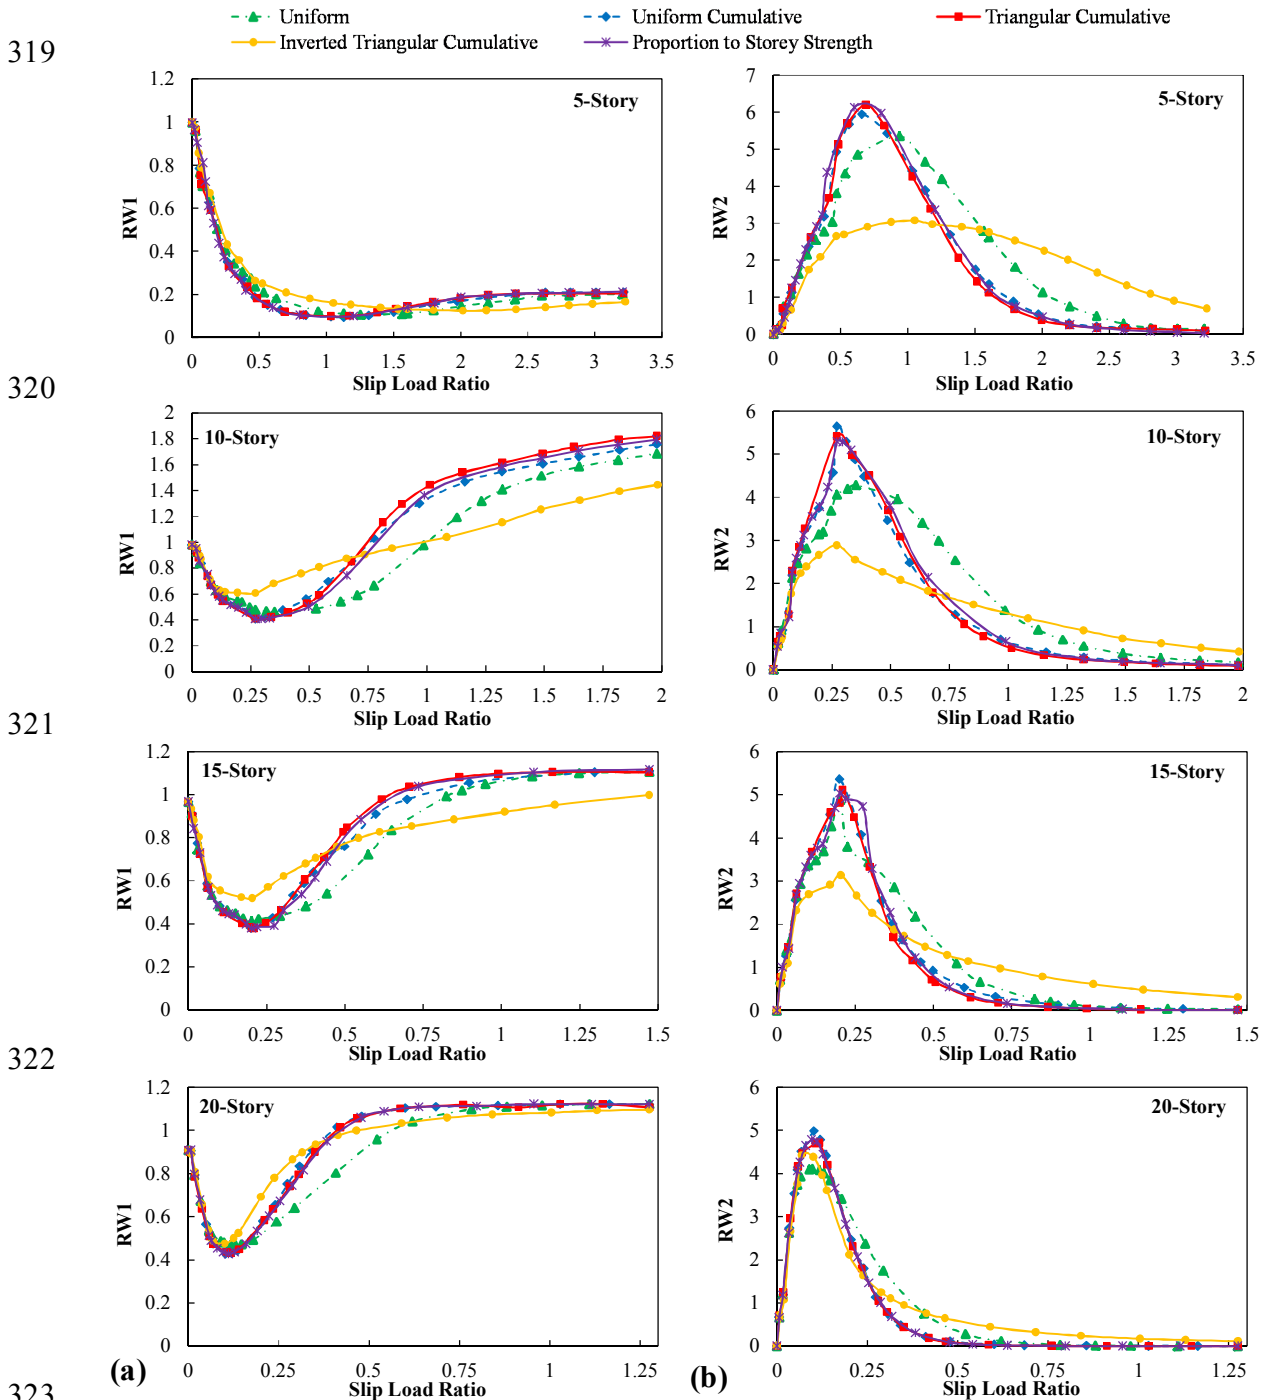 Uniform Uniform Cumulative Triangular Cumulative
Inverted Triangular Cumulative Proportion to Storey Strength
319
1.2 1 0.8 0.6 0.4 0.2 0
RW1
5-Story
0 0.5 1 1.5 2 2.5 3 3.5
Slip Load Ratio
7 6 5 4 3 2 1 0
RW2
5-Story
0 0.5 1 1.5 2 2.5 3 3.5
Slip Load Ratio
320
2 1.8 1.6 1.4 1.2 1 0.8 0.6 0.4 0.2 0
RW1
10-Story
0 0.25 0.5 0.75 1 1.25 1.5 1.75 2
Slip Load Ratio
6 5 4 3 2 1 0
RW2
10-Story
0 0.25 0.5 0.75 1 1.25 1.5 1.75 2
Slip Load Ratio
321
1.2 1 0.8 0.6 0.4 0.2 0
RW1
15-Story
0 0.25 0.5 0.75 1 1.25 1.5
Slip Load Ratio
6 5 4 3 2 1 0
RW2
15-Story
0 0.25 0.5 0.75 1 1.25 1.5
Slip Load Ratio
322
1.2 1 0.8 0.6 0.4 0.2 0
RW1
20-Story
0 0.25 0.5 0.75 1 1.25
Slip Load Ratio
6 5 4 3 2 1 0
RW2
20-Story
0 0.25 0.5 0.75 1 1.25
Slip Load Ratio
(a) (b)
323